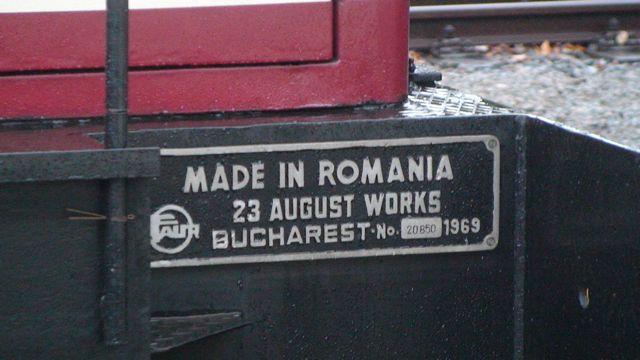 MADE IN ROMANIA
23 AUGUST WORKS
FAUR BUCHAREST·No. 20850 1969